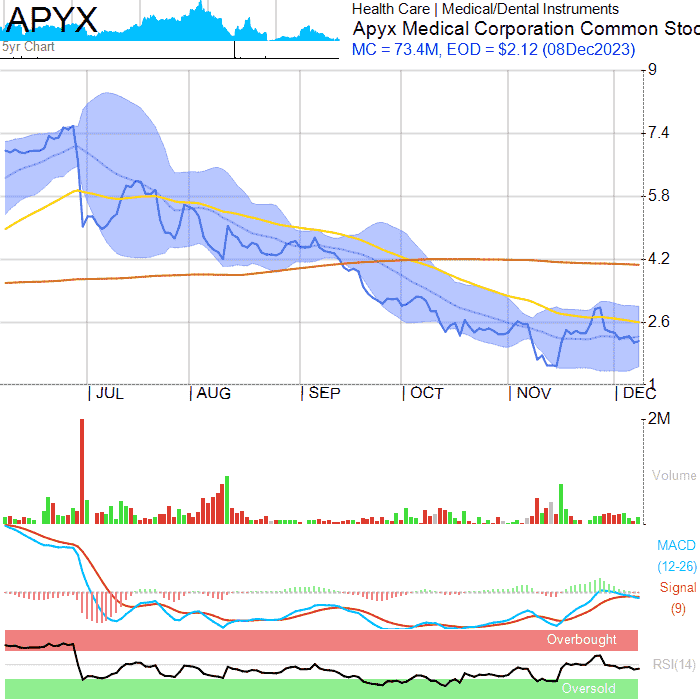 APYX
5yr Chart
Health Care | Medical/Dental Instruments
Apyx Medical Corporation Common Stoc
MC = 73.4M, EOD = $2.12 (08Dec2023)
9
7.4
5.8
4.2
2.6
1
JUL AUG SEP OCT NOV DEC
2M
Volume
MACD
(12-26)
Signal
(9)
Overbought
RSI(14)
Oversold